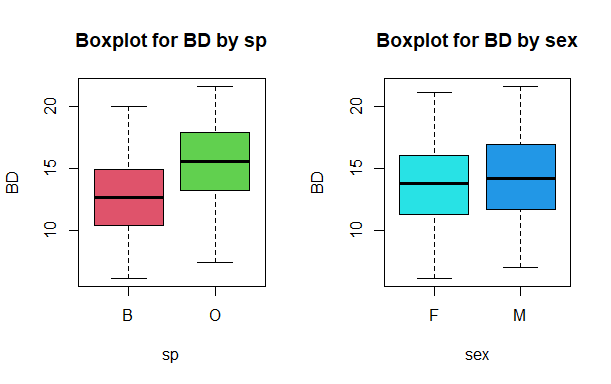 Boxplot for BD by sp
BD
20
15
10
B
O
sp
Boxplot for BD by sex
BD
20
15
10
F
M
sex